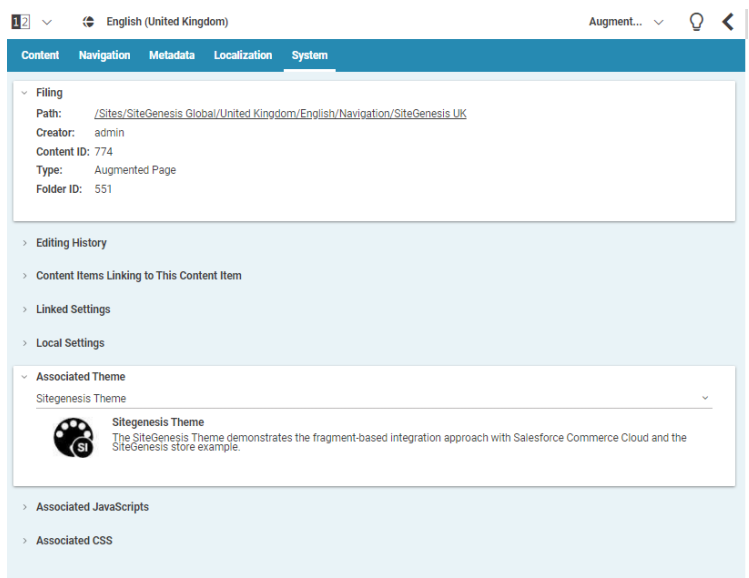 12 English (United Kingdom) Augment...
Content Navigation Metadata Localization System
Filing
Path: /Sites/SiteGenesis Global/United Kingdom/English/Navigation/SiteGenesis UK
Creator: admin
Content ID: 774
Type: Augmented Page
Folder ID: 551
Editing History
Content Items Linking to This Content Item
Linked Settings
Local Settings
Associated Theme
Sitegenesis Theme
Sitegenesis Theme
SI
The SiteGenesis Theme demonstrates the fragment-based integration approach with Salesforce Commerce Cloud and the
SiteGenesis store example.
Associated JavaScripts
Associated CSS